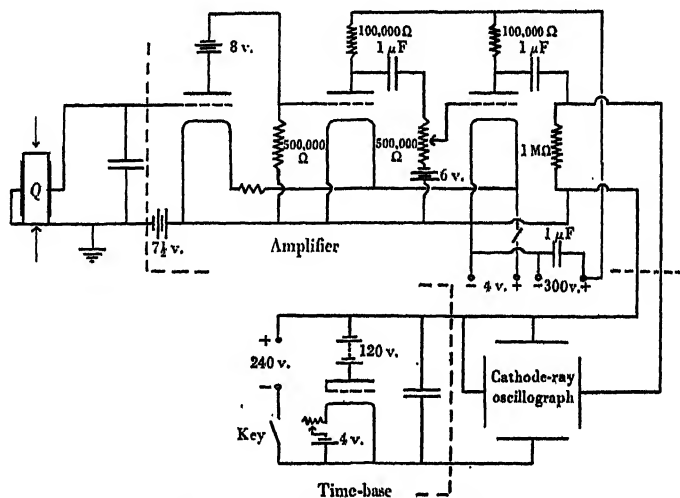 100,000Ω
1 μF
100,000Ω
1 μF
8 v.
Q
500,000
Ω
500,000
Ω
1 MΩ
6 v.
7½ v.
Amplifier
1 μF
- 4 v. + - 300v. +
+
240 v.
-
120 v.
Key
4 v.
Cathode-ray
oscillograph
Time-base